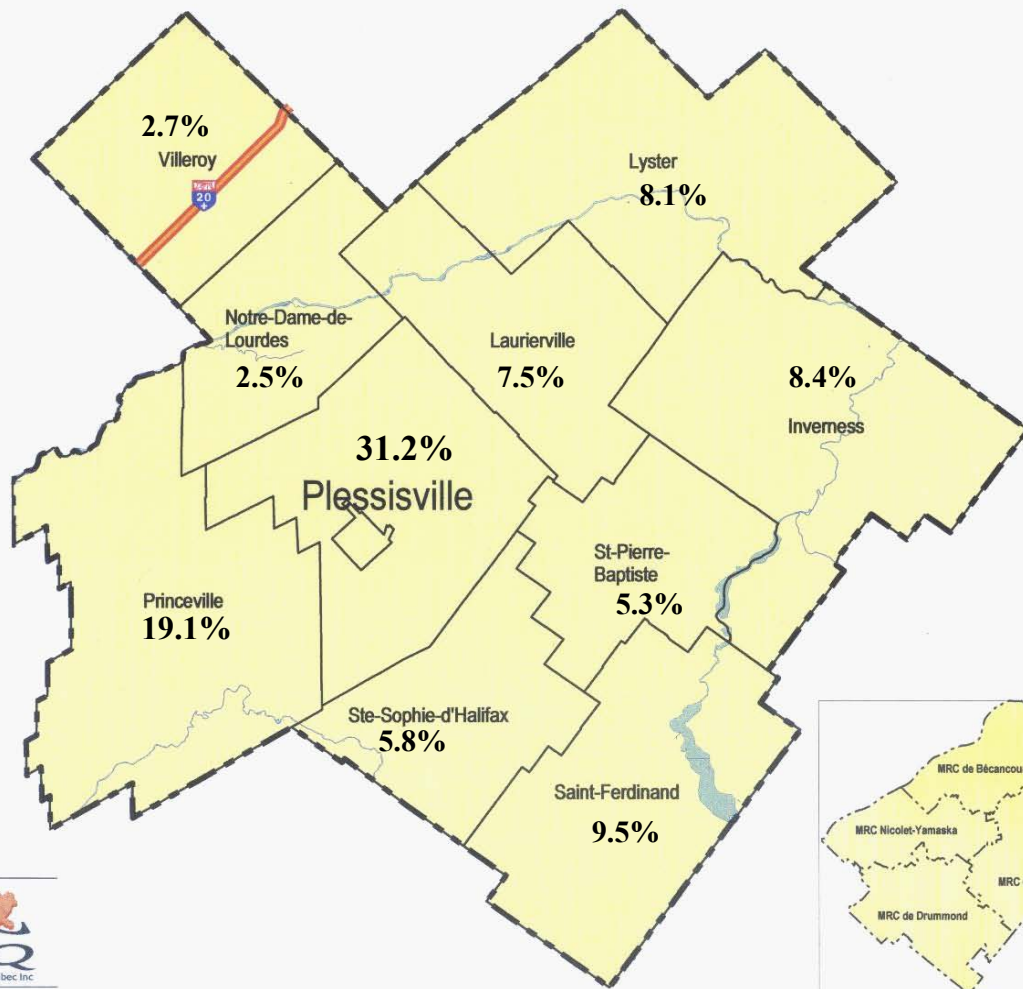 2.7%
Villeroy
20
Lyster
8.1%
Notre-Dame-de-
Lourdes
2.5%
Laurierville
7.5%
8.4%
Inverness
31.2%
Plessisville
St-Pierre-
Baptiste
5.3%
Princeville
19.1%
Ste-Sophie-d'Halifax
5.8%
Saint-Ferdinand
9.5%
MRC de Bécancou
MRC Nicolet-Yamaska
MRC
MRC de Drummond
bec Inc